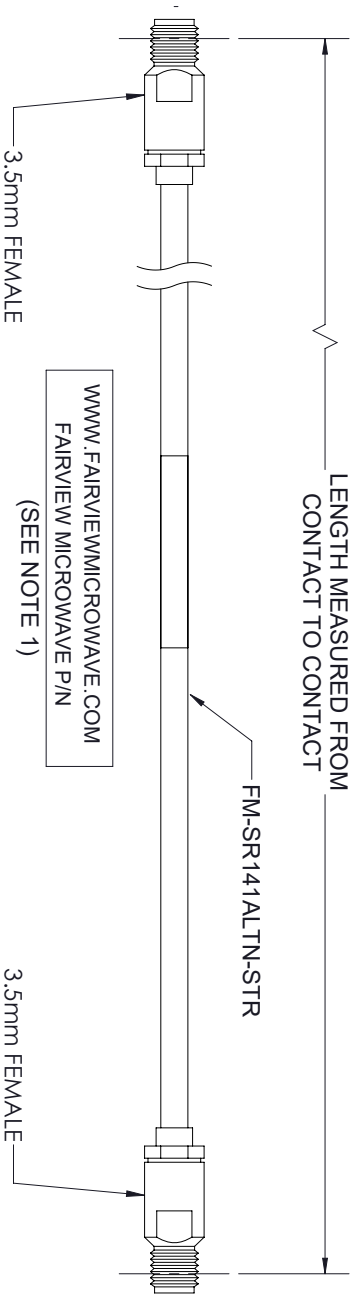 LENGTH MEASURED FROM
CONTACT TO CONTACT
FM-SR141ALTN-STR
3.5mm FEMALE
WWW.FAIRVIEWMICROWAVE.COM
FAIRVIEW MICROWAVE P/N
(SEE NOTE 1)
3.5mm FEMALE